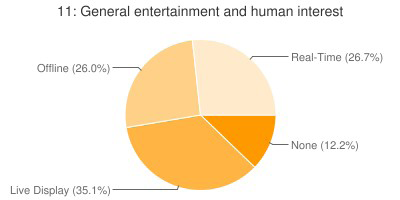 11: General entertainment and human interest
Real-Time (26.7%)
Offline (26.0%)
None (12.2%)
Live Display (35.1%)